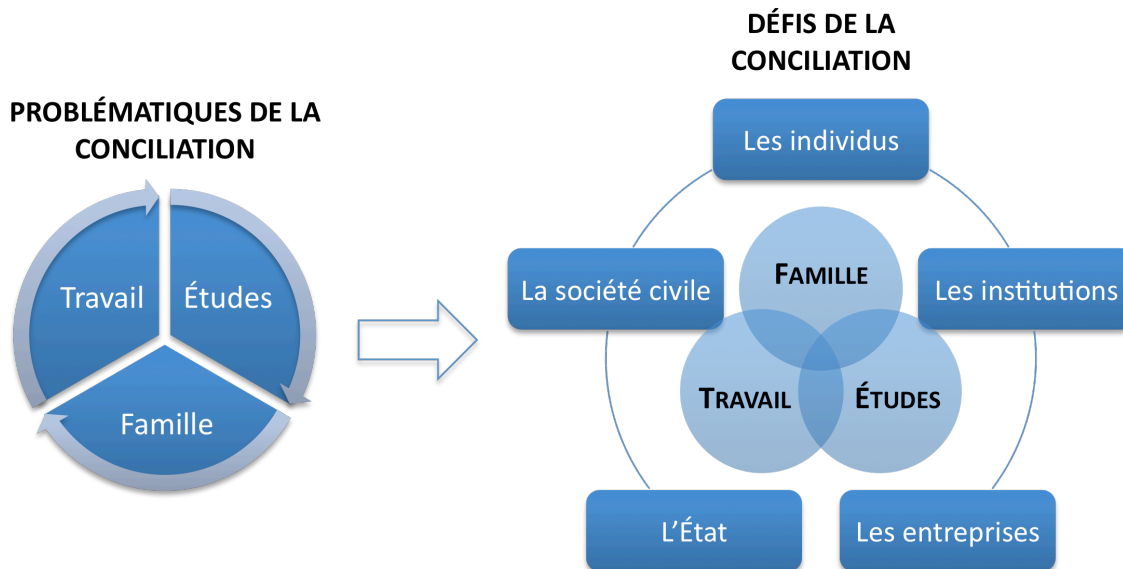 PROBLÉMATIQUES DE LA
CONCILIATION
Travail
Études
Famille
DÉFIS DE LA
CONCILIATION
Les individus
La société civile
Les institutions
FAMILLE
TRAVAIL
ÉTUDES
L’État
Les entreprises